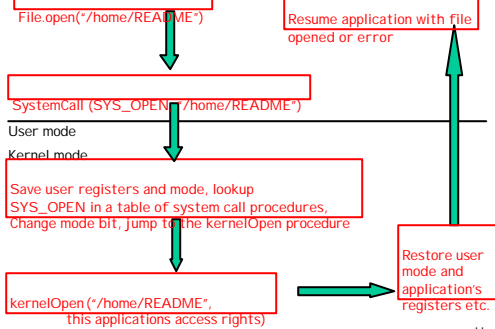 File.open("/home/README")
Resume application with file
opened or error
SystemCall (SYS_OPEN, "/home/README")
User mode
Kernel mode
Save user registers and mode, lookup
SYS_OPEN in a table of system call procedures,
Change mode bit, jump to the kernelOpen procedure
Restore user
mode and
application's
registers etc.
kernelOpen ("/home/README",
this applications access rights)